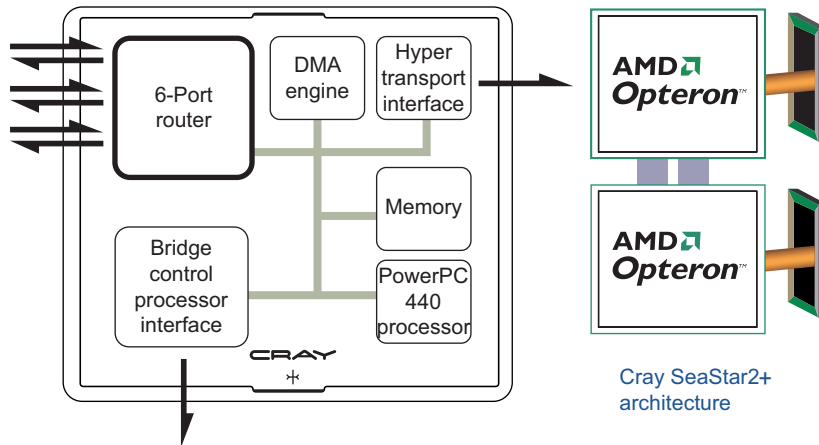 6-Port
router
DMA
engine
Hyper
transport
interface
Memory
Bridge
control
processor
interface
PowerPC
440
processor
CRAY
AMD
Opteron™
AMD
Opteron™
Cray SeaStar2+
architecture